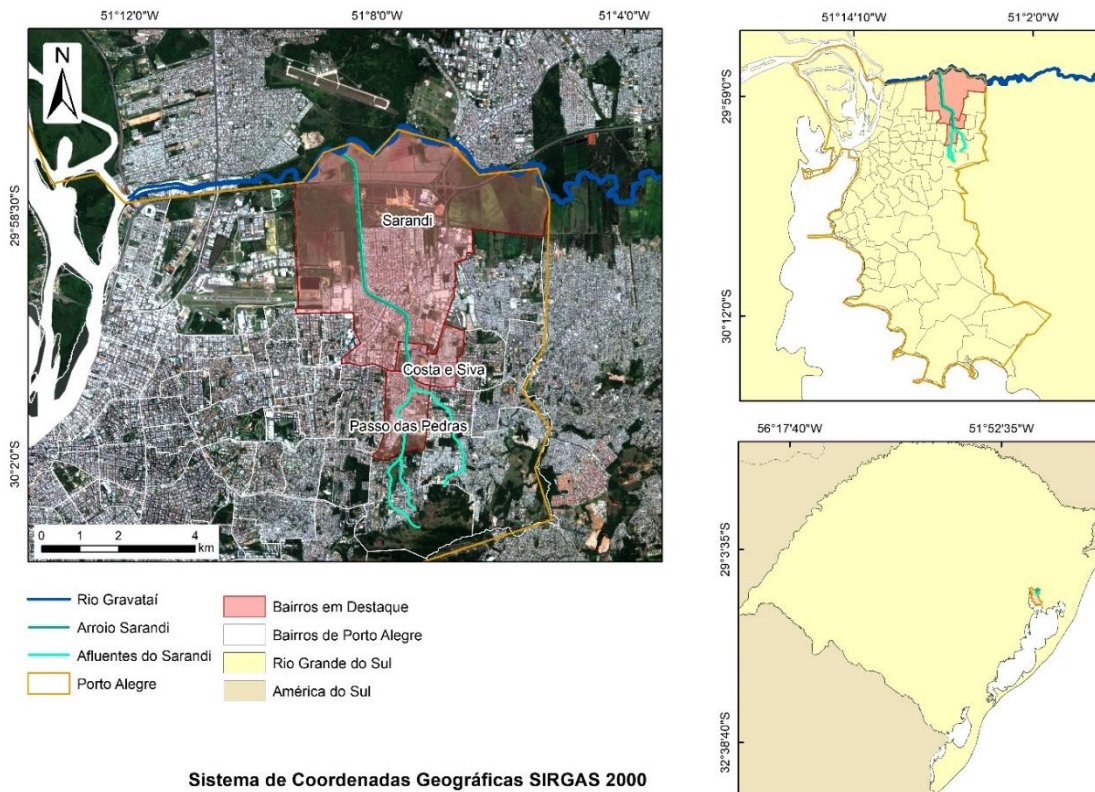 51°12'0"W
51°8'0"W
51°4'0"W
N
29°58'30"S
30°2'0"S
Sarandi
Costa e Siva
Passo das Pedras
0 1 2 4
km
51°14'10"W
51°2'0"W
29°59'0"S
30°12'0"S
56°17'40"W
51°52'35"W
29°3'35"S
32°38'40"S
Rio Gravataí
Arroio Sarandi
Afluentes do Sarandi
Porto Alegre
Bairros em Destaque
Bairros de Porto Alegre
Rio Grande do Sul
América do Sul
Sistema de Coordenadas Geográficas SIRGAS 2000